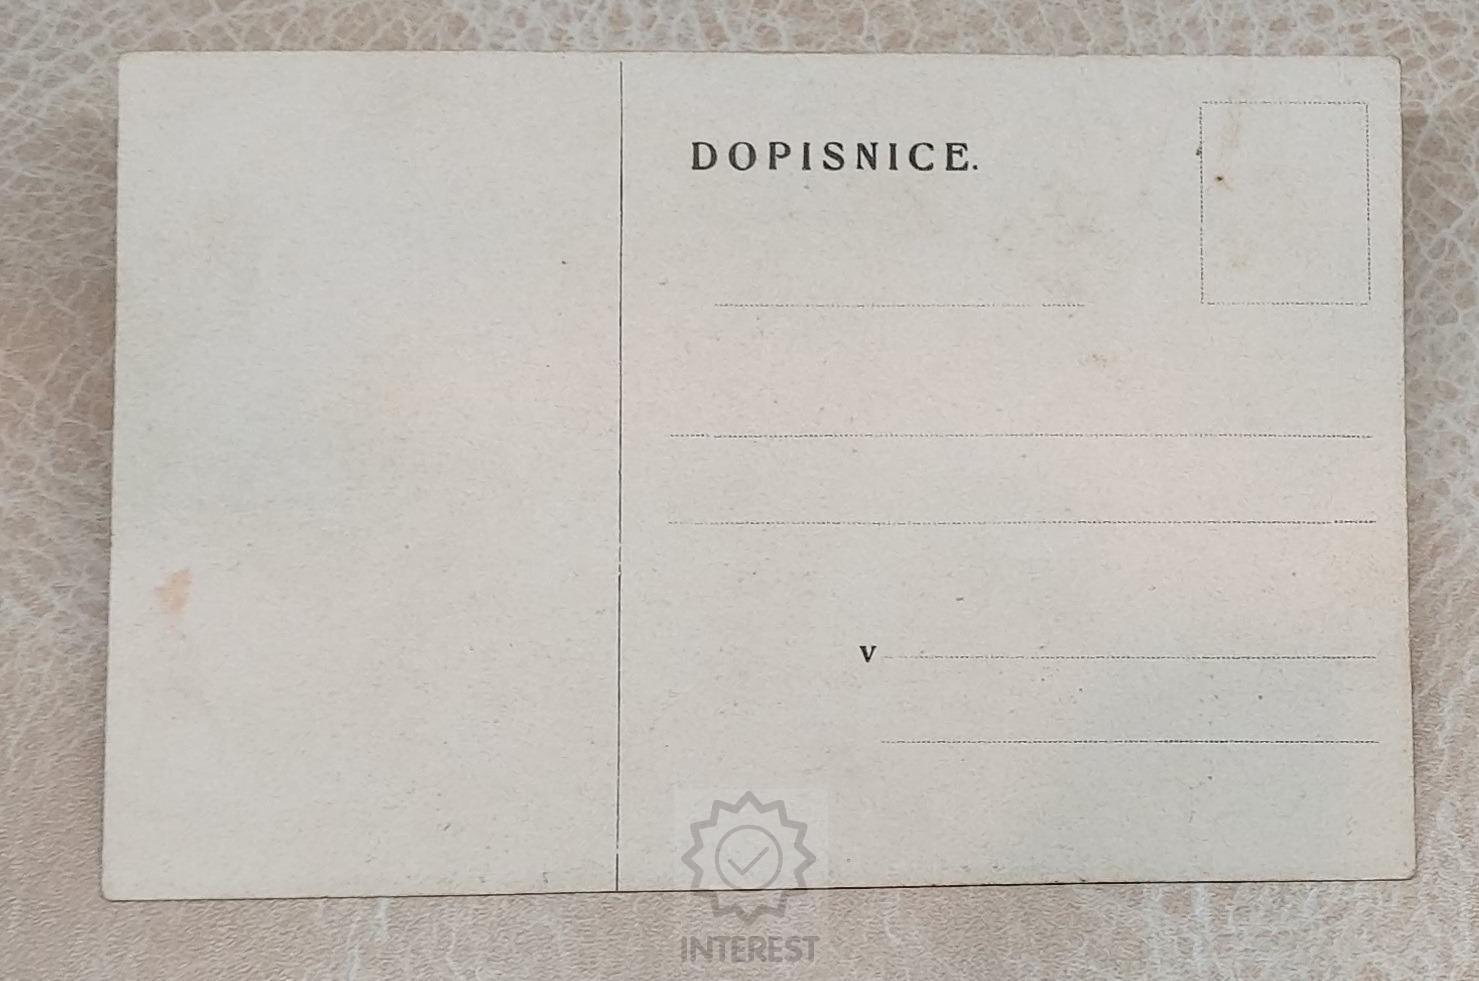 DOPISNICE.
v
INTEREST